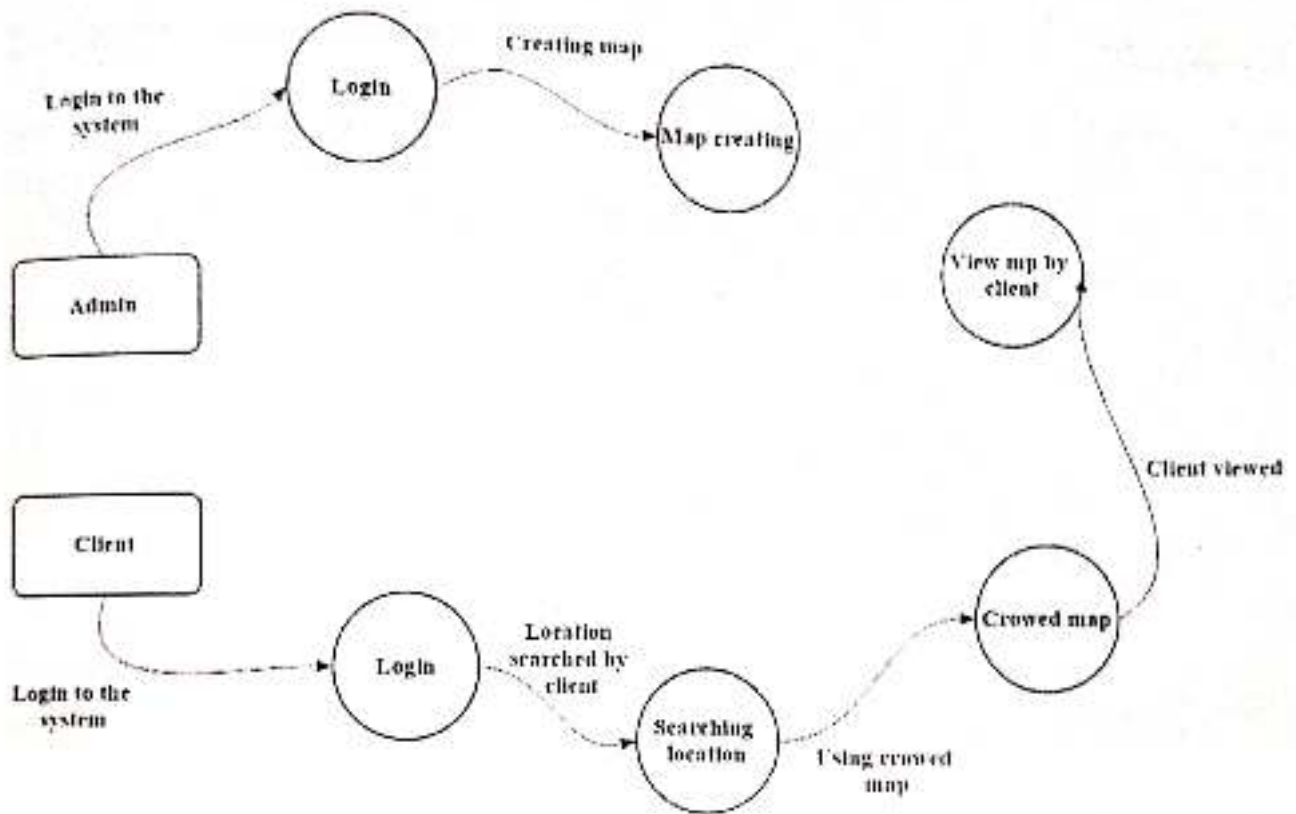 Creating map
Login
Login to the
system
Map creating
View mp by
client
Admin
Client viewed
Client
Crowed map
Location
searched by
client
Login
Login to the
system
Searching
location
Using crowed
map